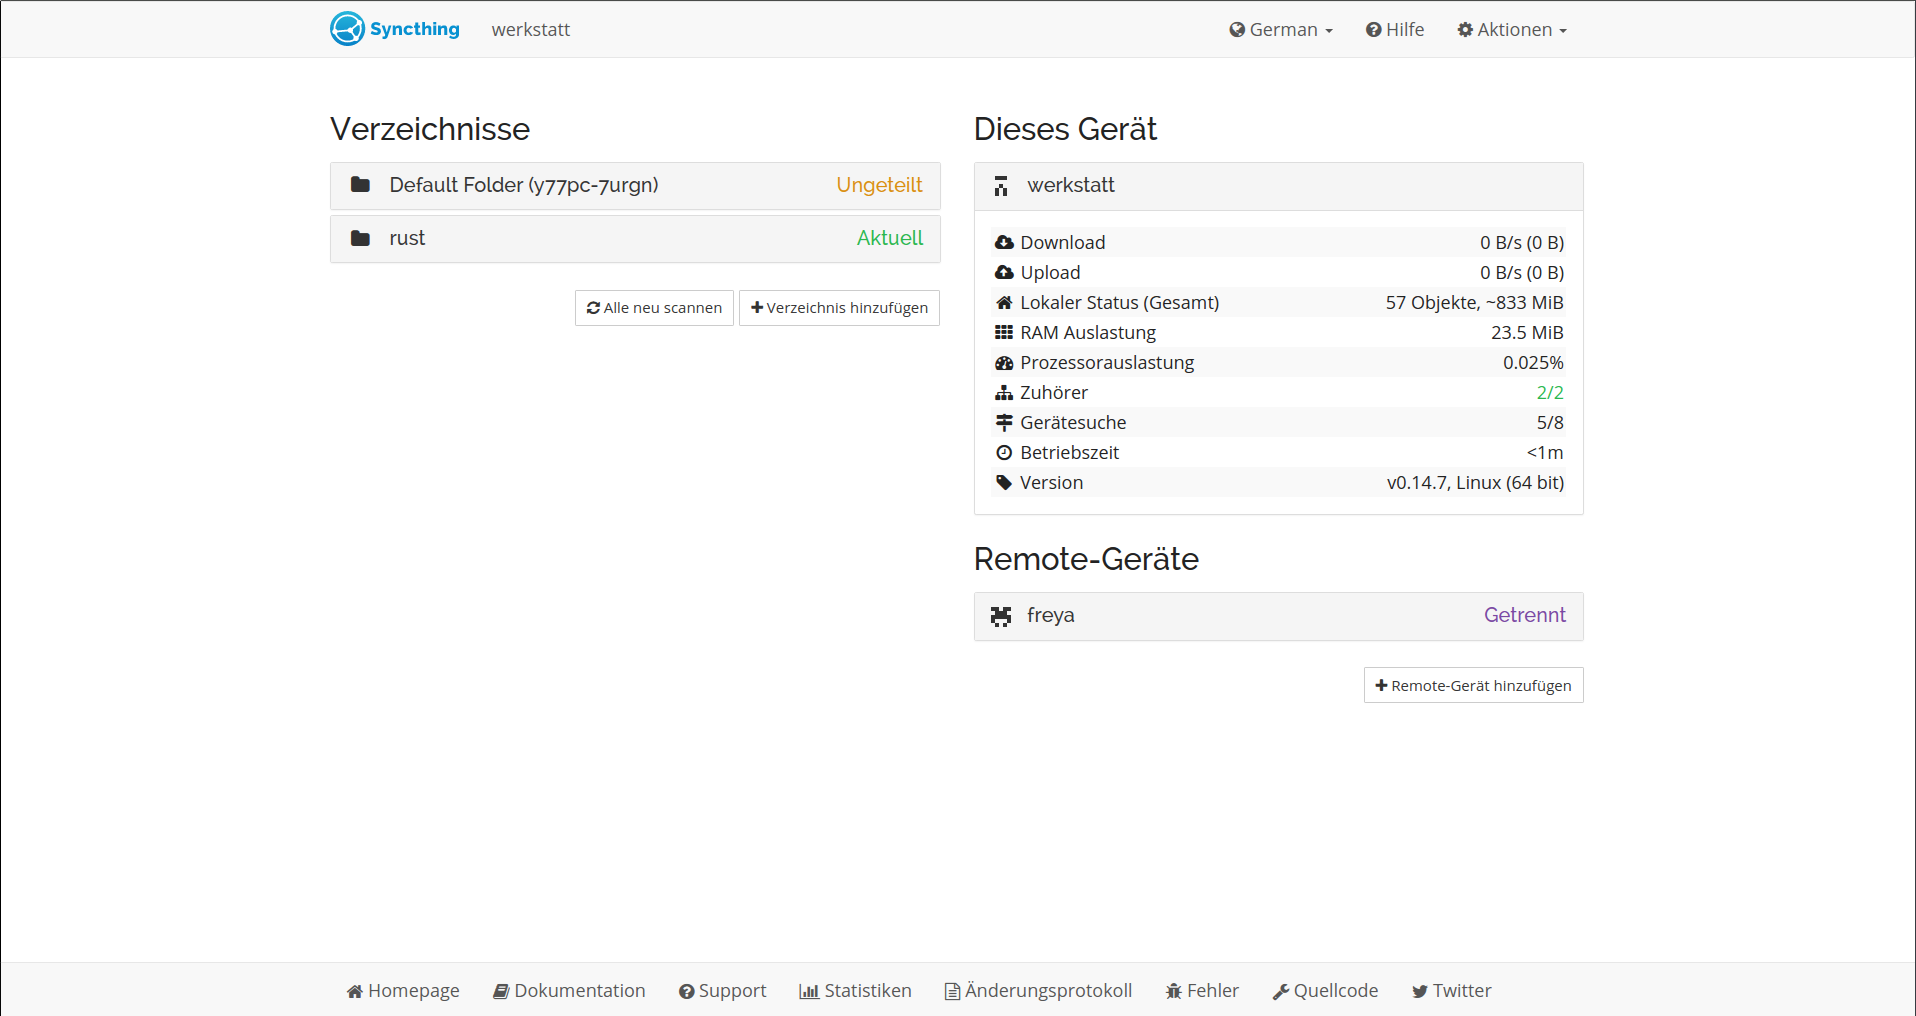 Syncthing werkstatt German Hilfe Aktionen
Verzeichnisse
Default Folder (y77pc-7urgn) Ungeteilt
rust Aktuell
Alle neu scannen Verzeichnis hinzufügen
Dieses Gerät
werkstatt
Download 0 B/s (0 B)
Upload 0 B/s (0 B)
Lokaler Status (Gesamt) 57 Objekte, ~833 MiB
RAM Auslastung 23.5 MiB
Prozessorauslastung 0.025%
Zuhörer 2/2
Gerätesuche 5/8
Betriebszeit <1m
Version v0.14.7, Linux (64 bit)
Remote-Geräte
freya Getrennt
Remote-Gerät hinzufügen
Homepage Dokumentation Support Statistiken Änderungsprotokoll Fehler Quellcode Twitter